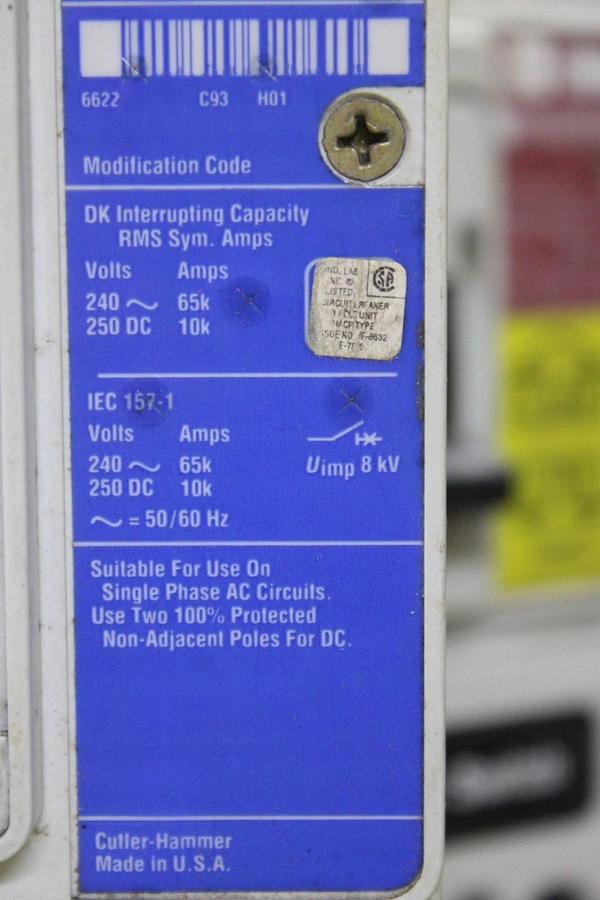 6622 C93 H01
Modification Code
DK Interrupting Capacity
RMS Sym. Amps
Volts Amps
240 ~ 65k
250 DC 10k
LISTED
UNIT
IEC 157-1
Volts Amps
240 ~ 65k
250 DC 10k
Uimp 8 kV
~ = 50/60 Hz
Suitable For Use On
Single Phase AC Circuits.
Use Two 100% Protected
Non-Adjacent Poles For DC.
Cutler-Hammer
Made in U.S.A.